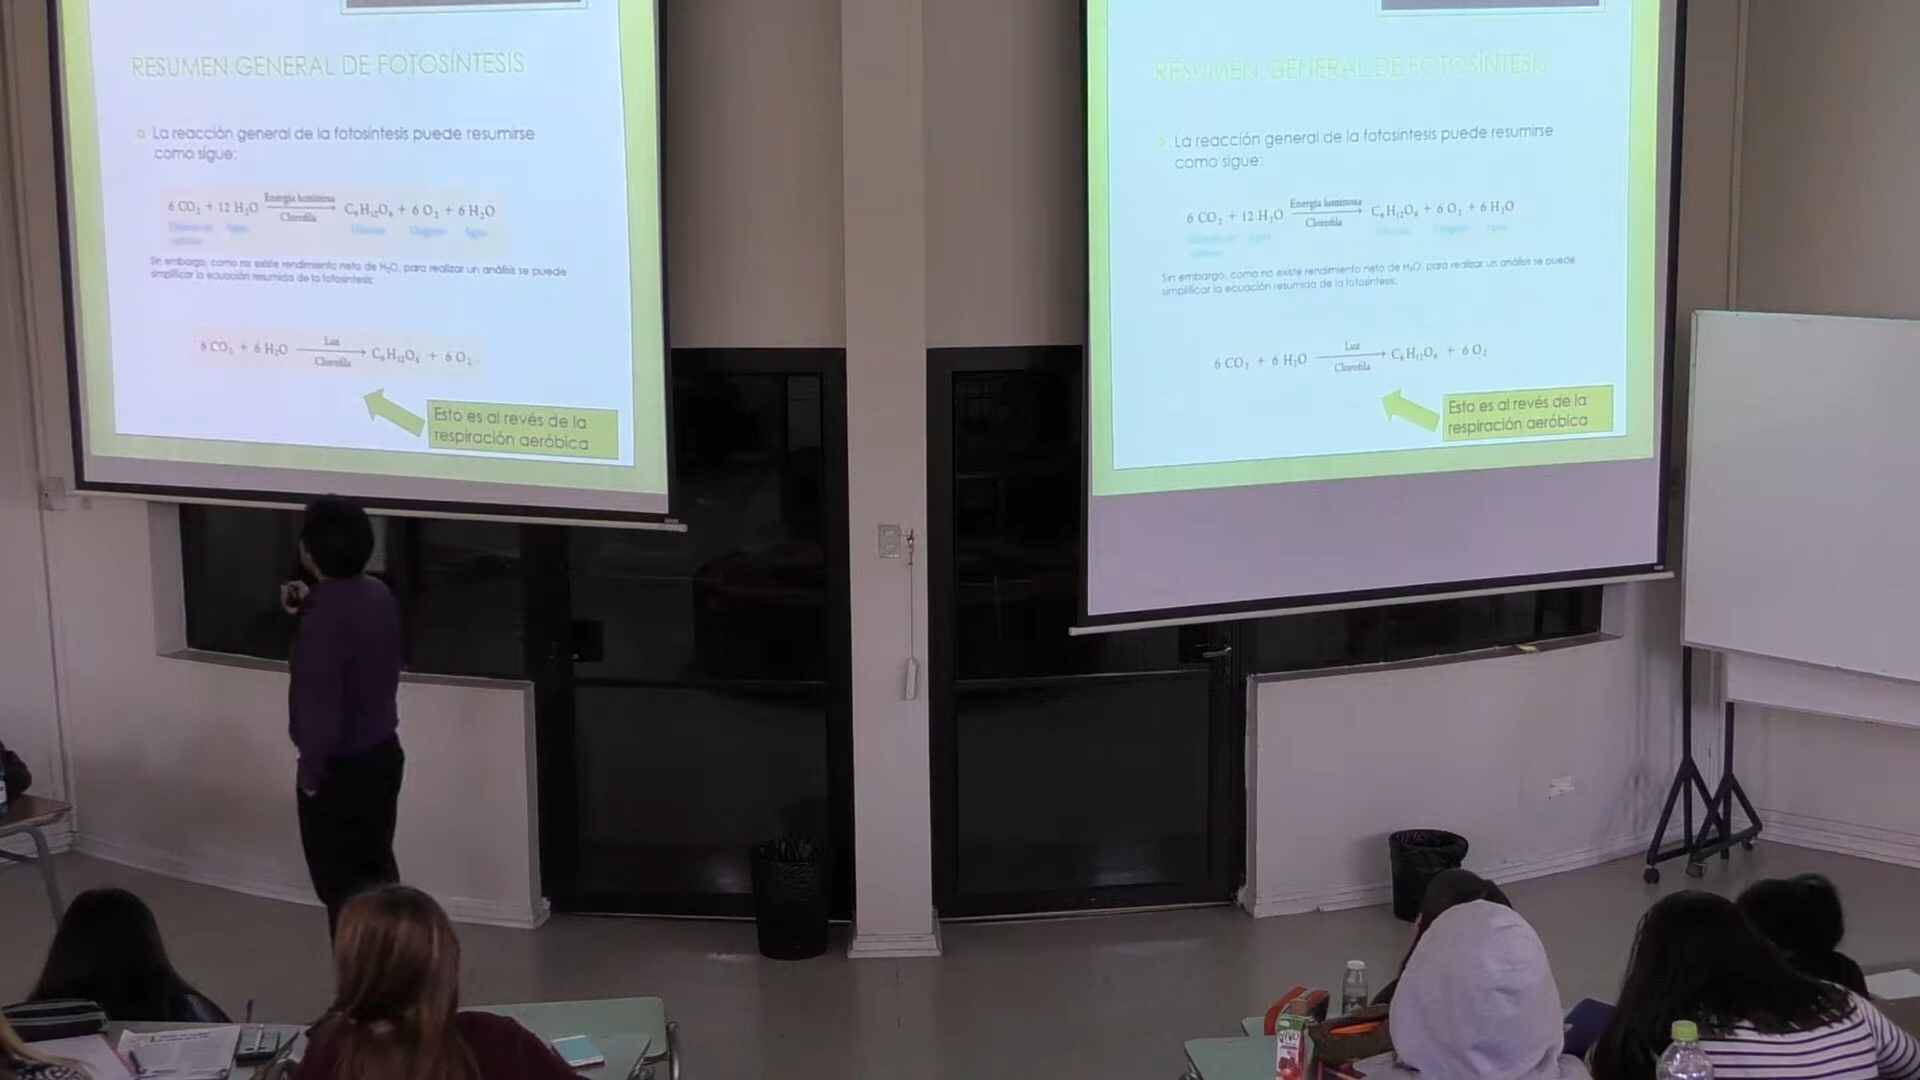 RESUMEN GENERAL DE FOTOSÍNTESIS
La reacción general de la fotosíntesis puede resumirse
como sigue:
Energía luminosa
6 CO₂ + 12 H₂O → C₆H₁₂O₆ + 6 O₂ + 6 H₂O
Clorofila
Sin embargo, como no existe rendimiento neto de H₂O, para realizar un análisis se puede
simplificar la ecuación resumida de la fotosíntesis:
Luz
6 CO₂ + 6 H₂O → C₆H₁₂O₆ + 6 O₂
Clorofila
Esto es al revés de la
respiración aeróbica
RESUMEN GENERAL DE FOTOSÍNTESIS
La reacción general de la fotosíntesis puede resumirse
como sigue:
Energía luminosa
6 CO₂ + 12 H₂O → C₆H₁₂O₆ + 6 O₂ + 6 H₂O
Clorofila
Sin embargo, como no existe rendimiento neto de H₂O, para realizar un análisis se puede
simplificar la ecuación resumida de la fotosíntesis:
Luz
6 CO₂ + 6 H₂O → C₆H₁₂O₆ + 6 O₂
Clorofila
Esto es al revés de la
respiración aeróbica